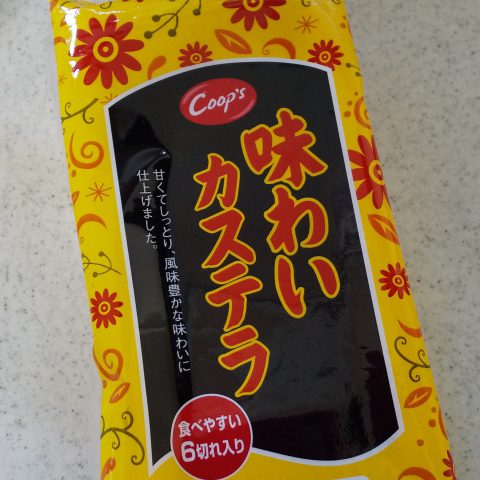 Coop's
味わい
カステラ
甘くてしっとり、風味豊かな味わいに
仕上げました。
食べやすい
6切れ入り